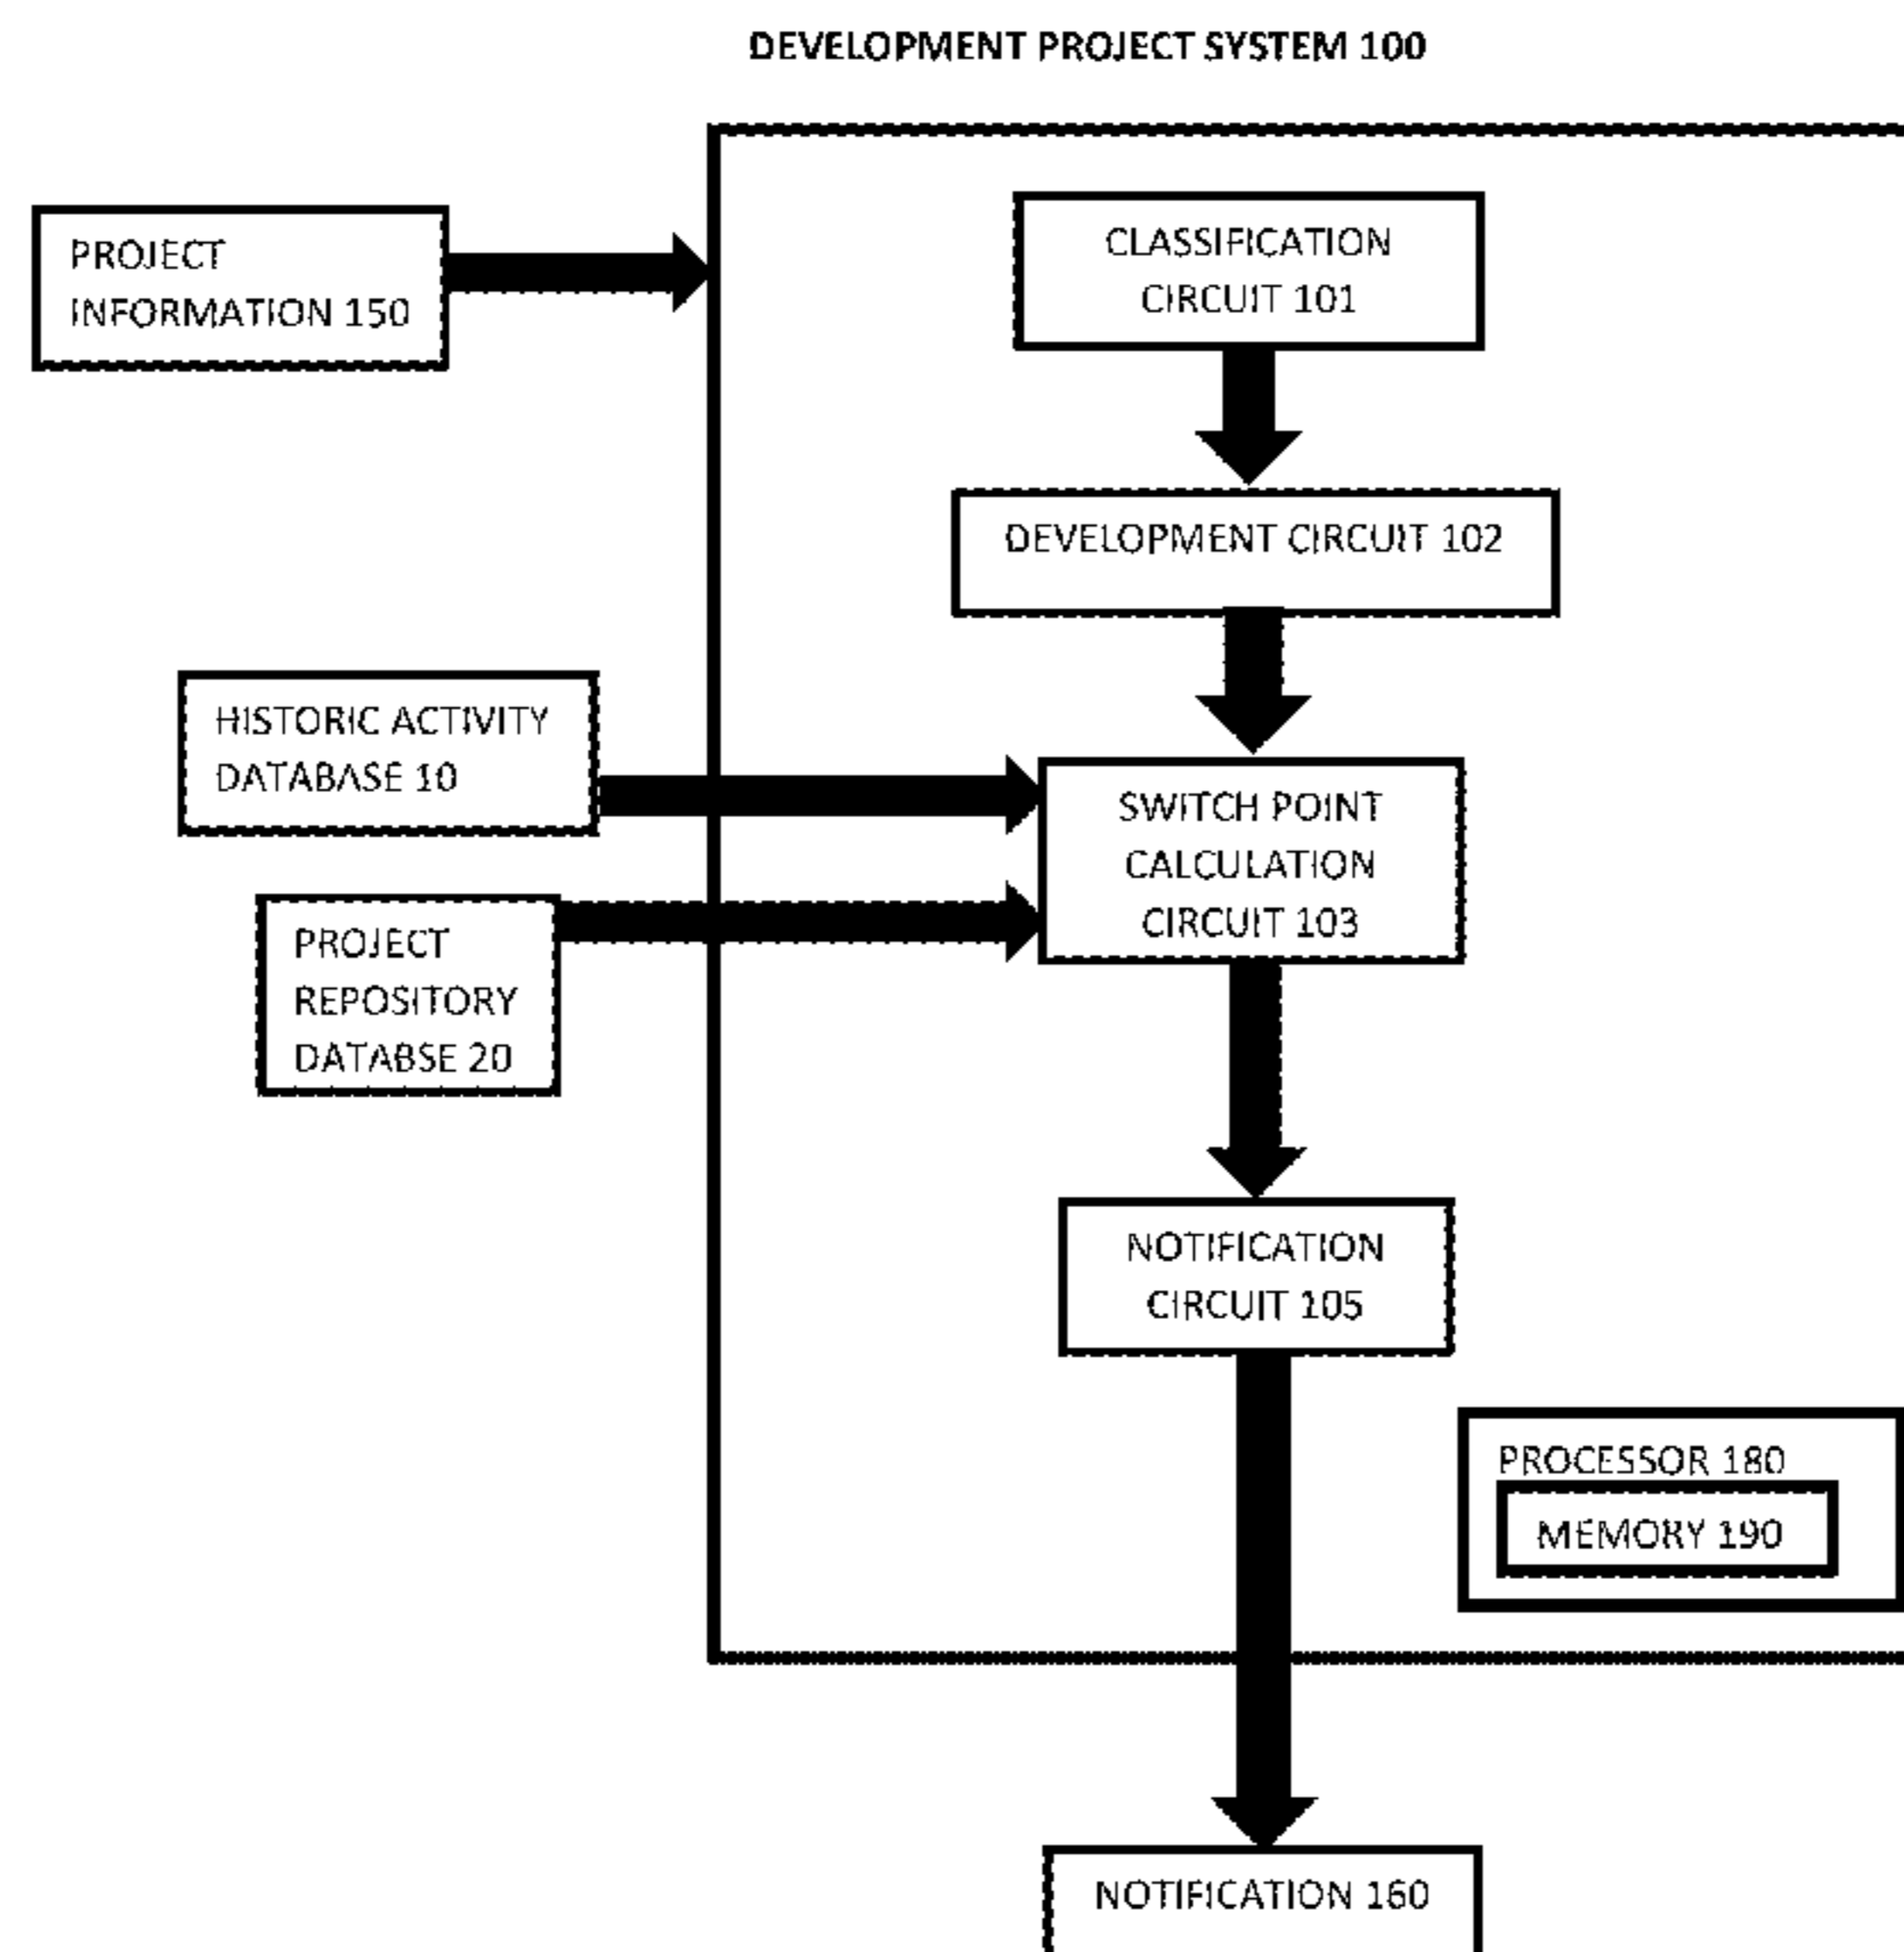 DEVELOPMENT PROJECT SYSTEM 100
PROJECT
INFORMATION 150
CLASSIFICATION
CIRCUIT 101
DEVELOPMENT CIRCUIT 102
HISTORIC ACTIVITY
DATABASE 10
SWITCH POINT
CALCULATION
CIRCUIT 103
PROJECT
REPOSITORY
DATABSE 20
NOTIFICATION
CIRCUIT 105
PROCESSOR 180
MEMORY 190
NOTIFICATION 160